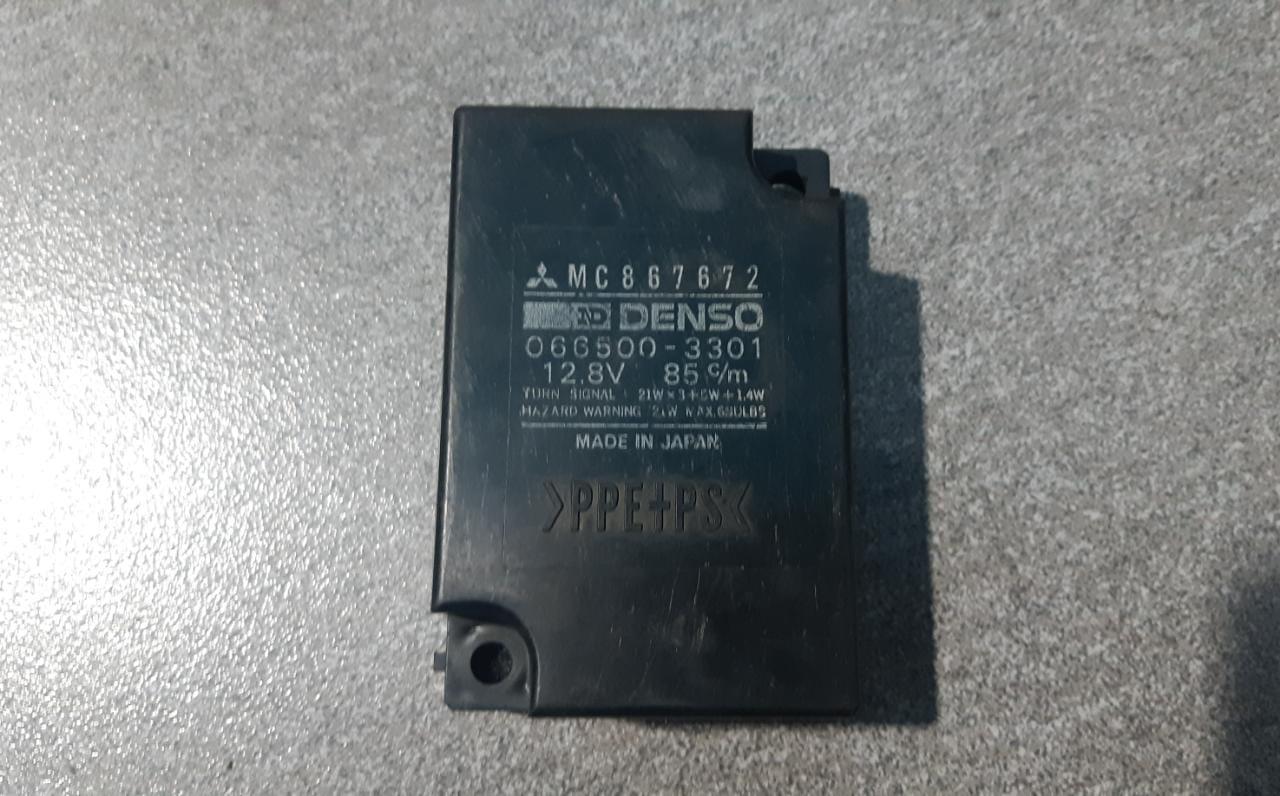 MC867672
ND DENSO
066500-3301
12.8V 85 c/m
TURN SIGNAL : 21W×3+5W+1.4W
HAZARD WARNING 21W MAX.6BULBS
MADE IN JAPAN
>PPE+PS<